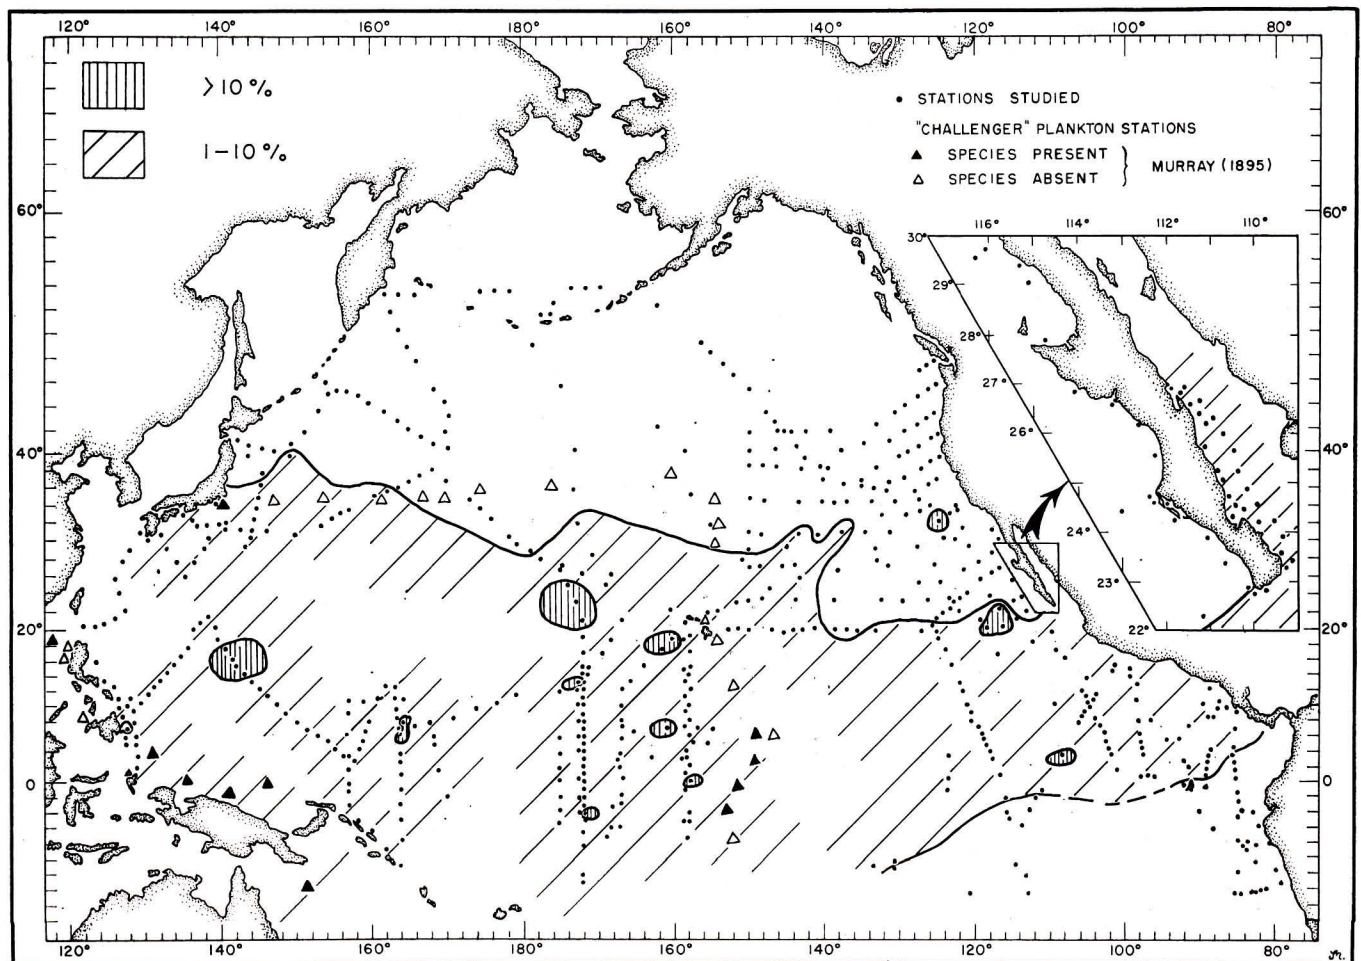 120° 140° 160° 180° 160° 140° 120° 100° 80°
>10%
1-10%
• STATIONS STUDIED
"CHALLENGER" PLANKTON STATIONS
▲ SPECIES PRESENT
△ SPECIES ABSENT
MURRAY (1895)
60° 60°
116° 114° 112° 110°
30°
29°
28°
27°
26°
24°
23°
22°
40° 40°
20° 20°
0 0
120° 140° 160° 180° 160° 140° 120° 100° 80°